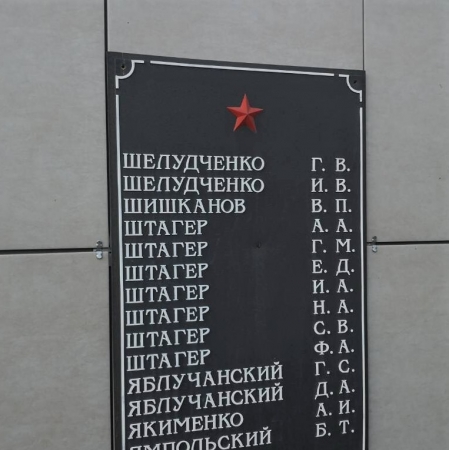 ШЕЛУДЧЕНКО Г. В.
ШЕЛУДЧЕНКО И. В.
ШИШКАНОВ В. П.
ШТАГЕР А. А.
ШТАГЕР Г. М.
ШТАГЕР Е. Д.
ШТАГЕР И. А.
ШТАГЕР Н. А.
ШТАГЕР С. В.
ШТАГЕР Ф. А.
ЯБЛУЧАНСКИЙ Г. С.
ЯБЛУЧАНСКИЙ Д. А.
ЯКИМЕНКО А. И.
ЯМПОЛЬСКИЙ Б. Т.